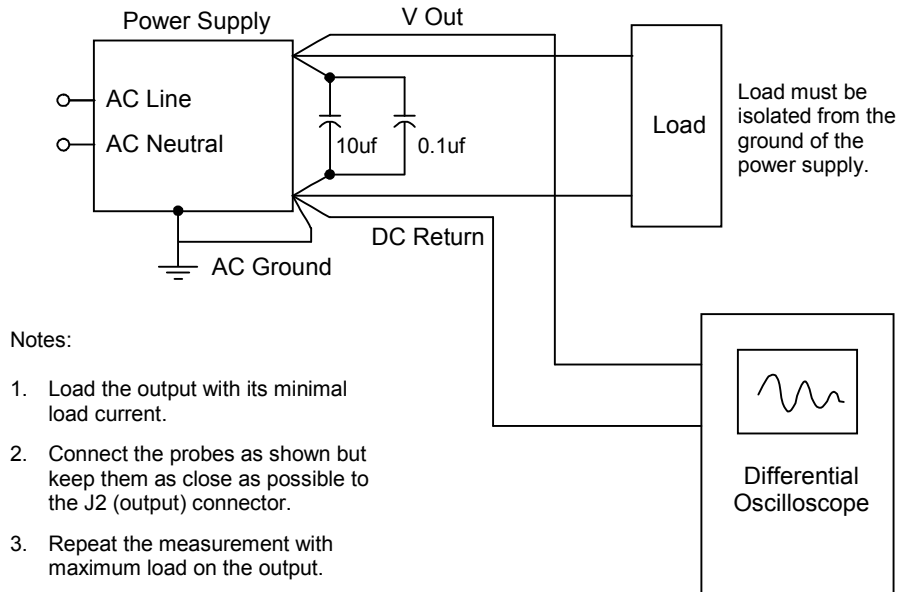 Power Supply
V Out
AC Line
AC Neutral
10uf
0.1uf
Load
Load must be
isolated from the
ground of the
power supply.
DC Return
AC Ground
Notes:
1. Load the output with its minimal
load current.
2. Connect the probes as shown but
keep them as close as possible to
the J2 (output) connector.
3. Repeat the measurement with
maximum load on the output.
Differential
Oscilloscope